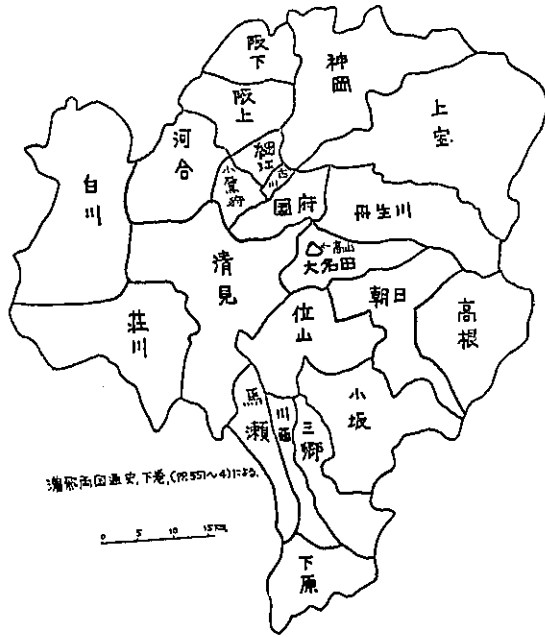 阪下
神岡
阪上
上宝
河合
細江
古川
小鷹狩
白川
国府
丹生川
高山
大名田
清見
朝日
高根
位山
荘川
小坂
馬瀬
川西
三郷
濃飛両国通史,下巻,(PP.551~4)による.
0 5 10 15km
下原